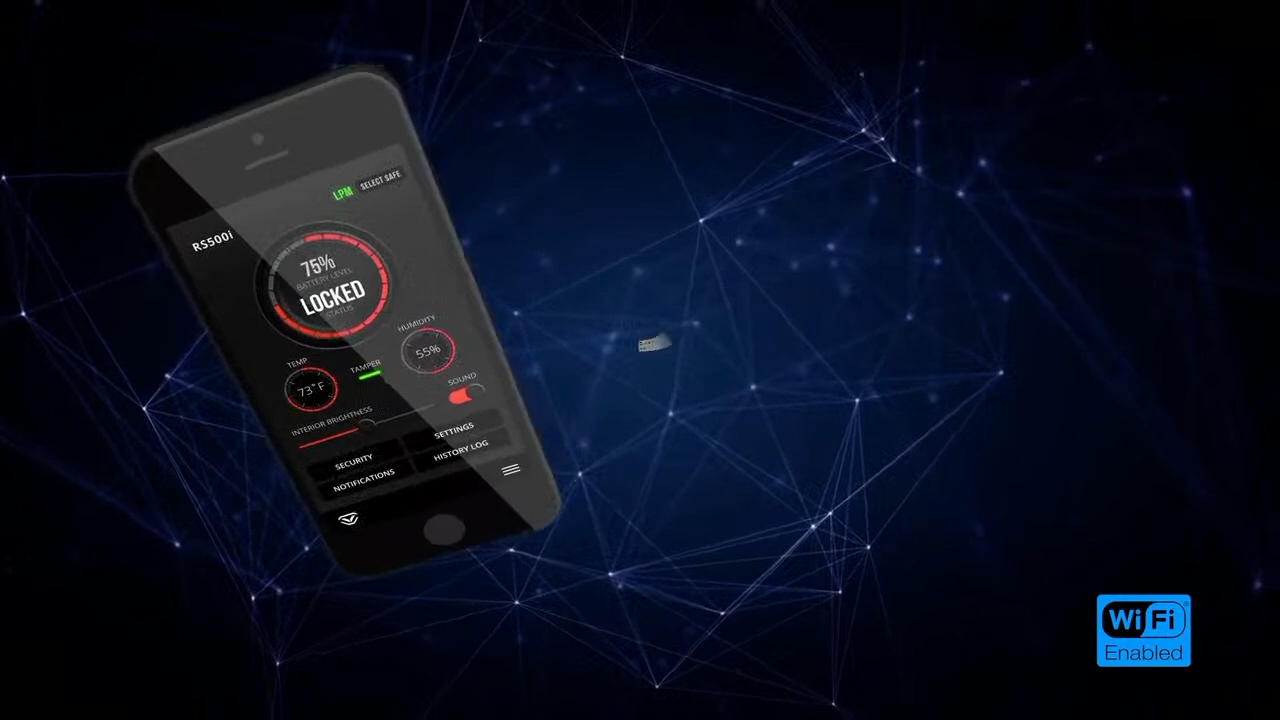 LPM SELECT SAFE
RS500i
75%
BATTERY LEVEL
LOCKED
STATUS
HUMIDITY
55%
TEMP
73°F
TAMPER
SOUND
INTERIOR BRIGHTNESS
SECURITY
SETTINGS
NOTIFICATIONS
HISTORY LOG
WiFi®
Enabled